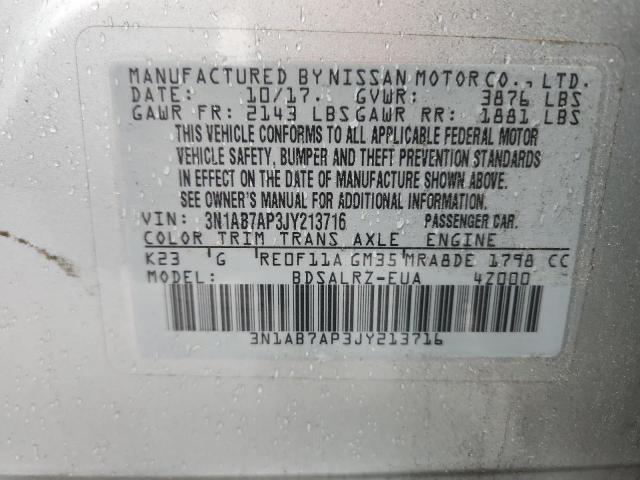 MANUFACTURED BY NISSAN MOTOR CO., LTD.
DATE: 10/17. GVWR: 3876 LBS
GAWR FR: 2143 LBS GAWR RR: 1881 LBS
THIS VEHICLE CONFORMS TO ALL APPLICABLE FEDERAL MOTOR
VEHICLE SAFETY, BUMPER AND THEFT PREVENTION STANDARDS
IN EFFECT ON THE DATE OF MANUFACTURE SHOWN ABOVE.
SEE OWNER'S MANUAL FOR ADDITIONAL INFORMATION.
VIN: 3N1AB7AP3JY213716 PASSENGER CAR.
COLOR TRIM TRANS AXLE ENGINE
K23 G RE0F11A GM35 MRA8DE 1798 CC
MODEL: BDSALRZ-EUA 4Z000
3N1AB7AP3JY213716